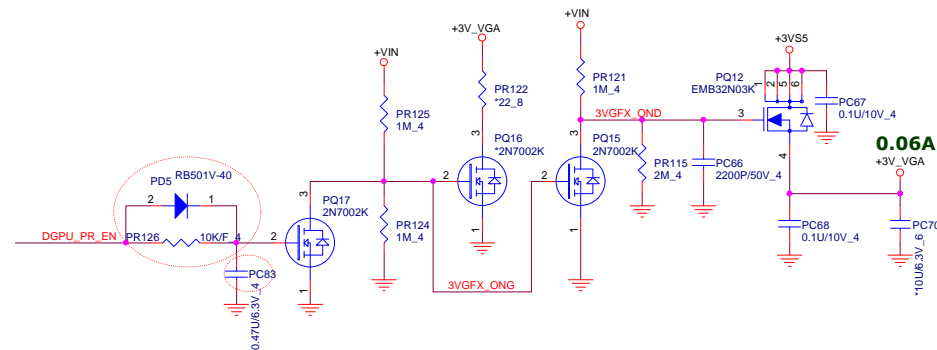 +VIN
+3V_VGA
+VIN
+3VS5
PR125
1M_4
PR122
*22_8
PR121
1M_4
PQ12
EMB32N03K
1
2
5
6
3
4
PC67
0.1U/10V_4
3VGFX_OND
PQ16
*2N7002K
3
2
1
PQ15
2N7002K
3
2
1
PR115
2M_4
PC66
2200P/50V_4
0.06A
+3V_VGA
PD5
RB501V-40
2
1
PQ17
2N7002K
3
2
1
PR124
1M_4
DGPU_PR_EN
PR126
10K/F_4
PC83
0.47U/6.3V_4
3VGFX_ONG
PC68
0.1U/10V_4
PC70
*10U/6.3V_6